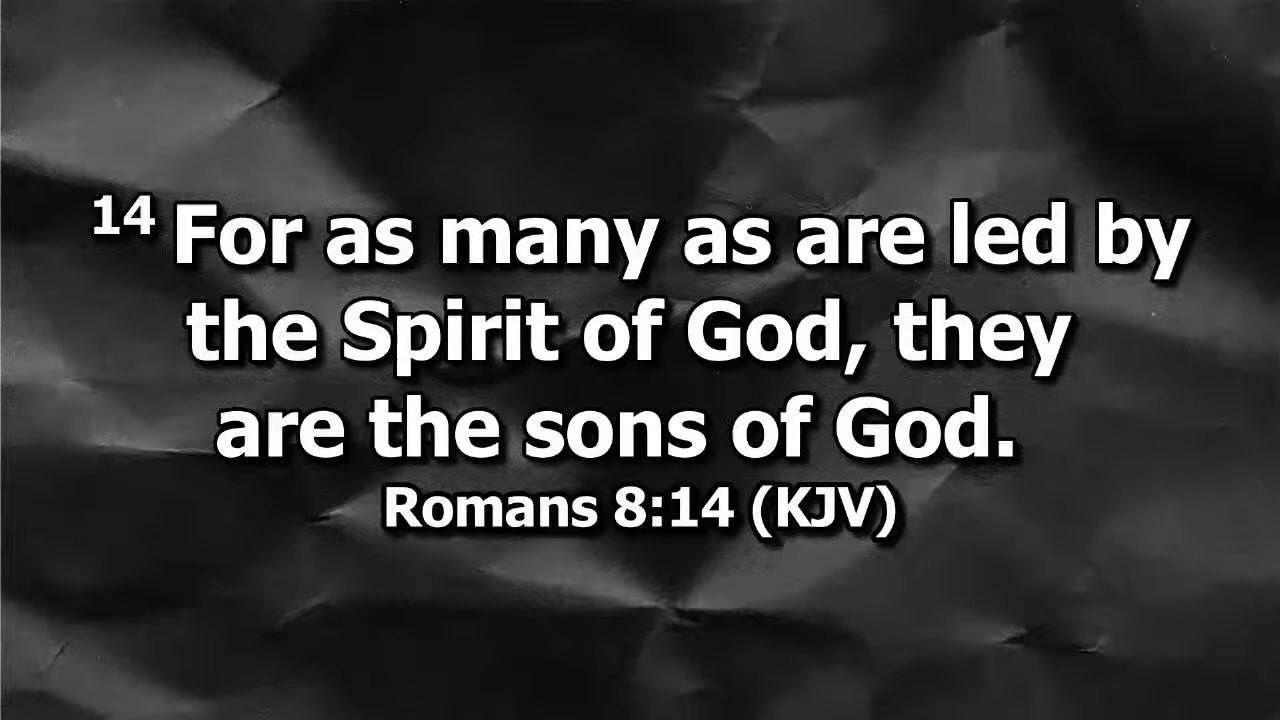 14 For as many as are led by
the Spirit of God, they
are the sons of God.
Romans 8:14 (KJV)